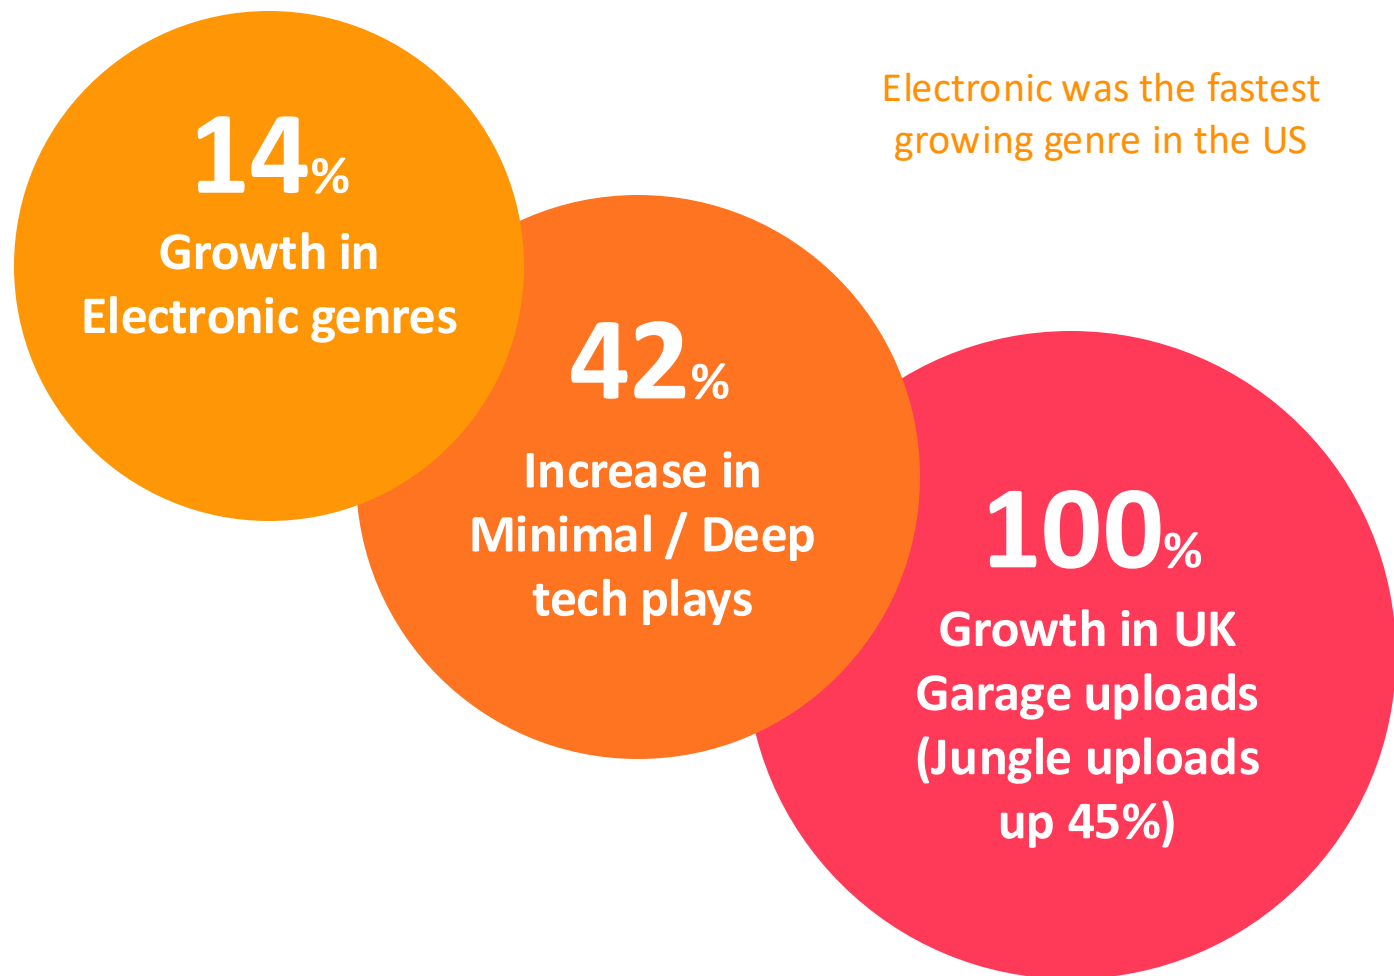 Electronic was the fastest
growing genre in the US
14%
Growth in
Electronic genres
42%
Increase in
Minimal / Deep
tech plays
100%
Growth in UK
Garage uploads
(Jungle uploads
up 45%)